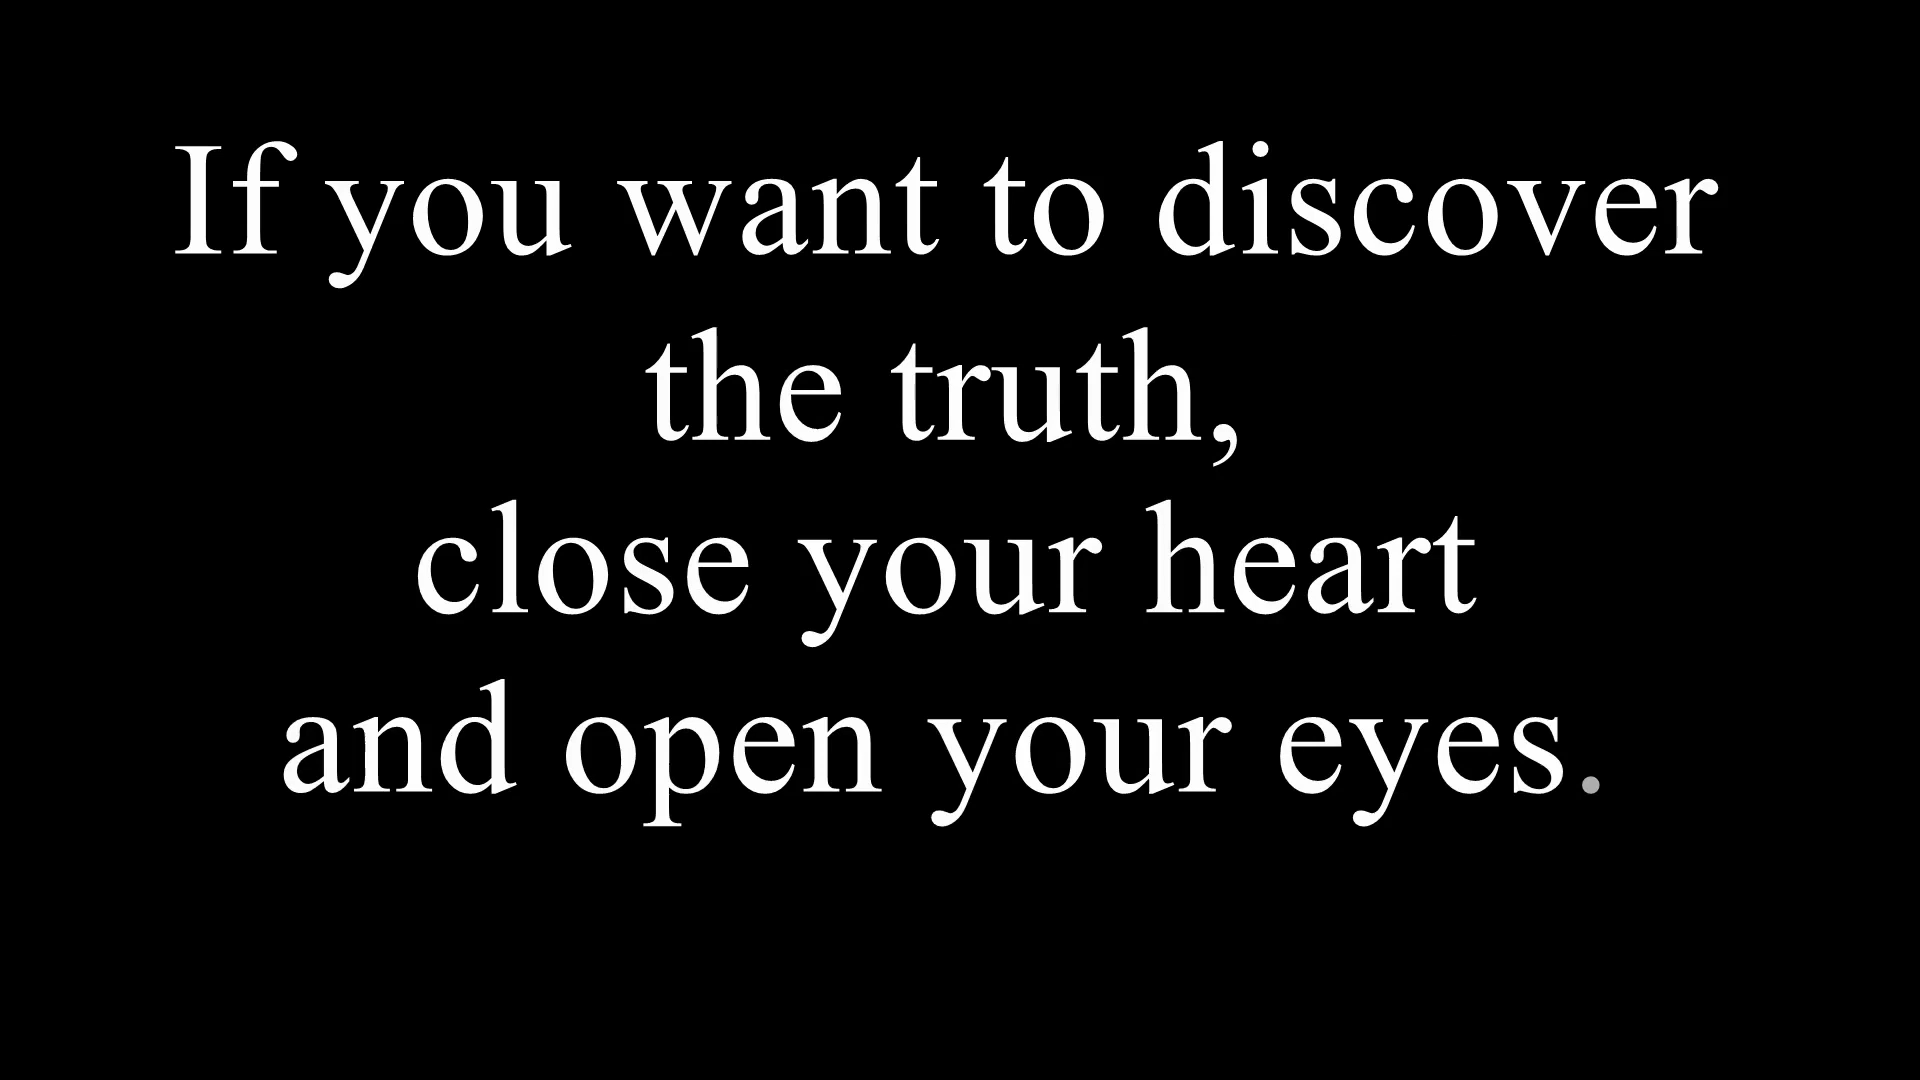 If you want to discover
the truth,
close your heart
and open your eyes.